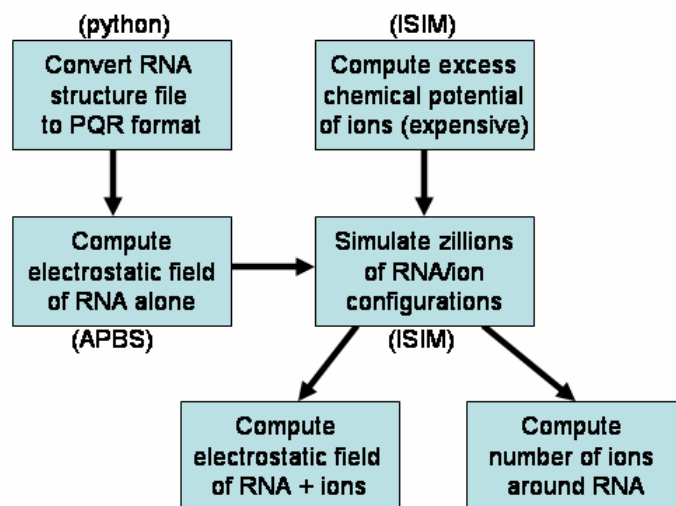 (python)
Convert RNA
structure file
to PQR format
(ISIM)
Compute excess
chemical potential
of ions (expensive)
Compute
electrostatic field
of RNA alone
(APBS)
Simulate zillions
of RNA/ion
configurations
(ISIM)
Compute
electrostatic field
of RNA + ions
Compute
number of ions
around RNA